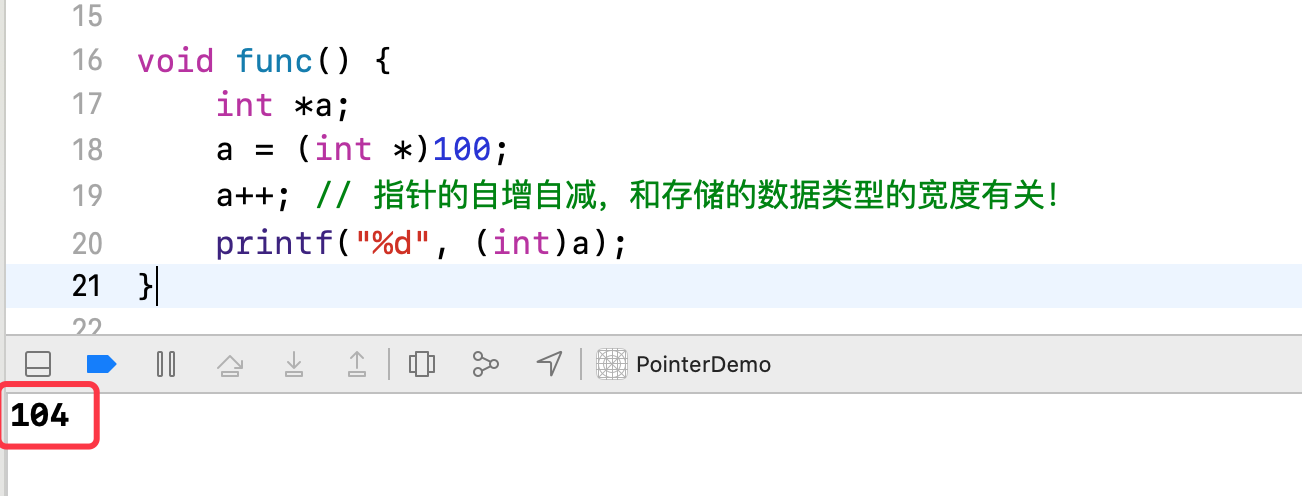 15
16 void func() {
17 int *a;
18 a = (int *)100;
19 a++; // 指针的自增自减，和存储的数据类型的宽度有关！
20 printf("%d", (int)a);
21 }
22
PointerDemo
104